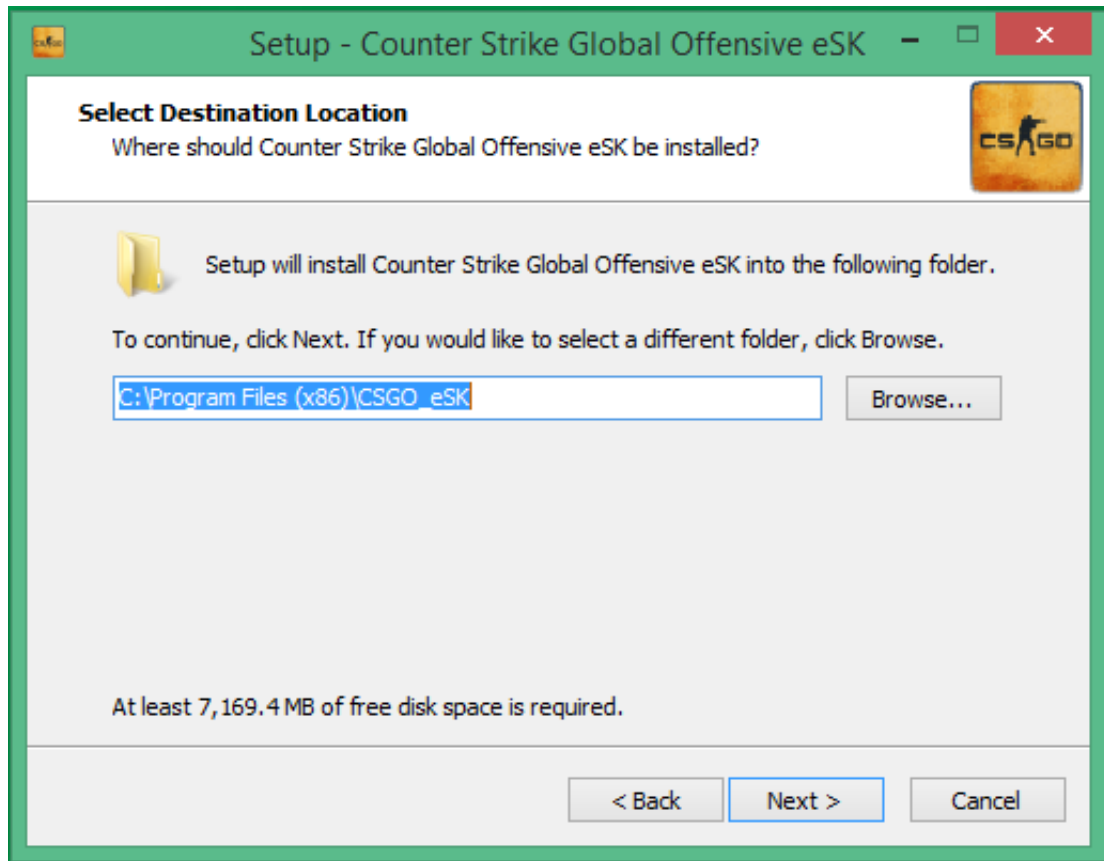 Setup - Counter Strike Global Offensive eSK
Select Destination Location
Where should Counter Strike Global Offensive eSK be installed?
CS GO
Setup will install Counter Strike Global Offensive eSK into the following folder.
To continue, click Next. If you would like to select a different folder, click Browse.
C:\Program Files (x86)\CSGO_eSK
Browse...
At least 7,169.4 MB of free disk space is required.
< Back
Next >
Cancel